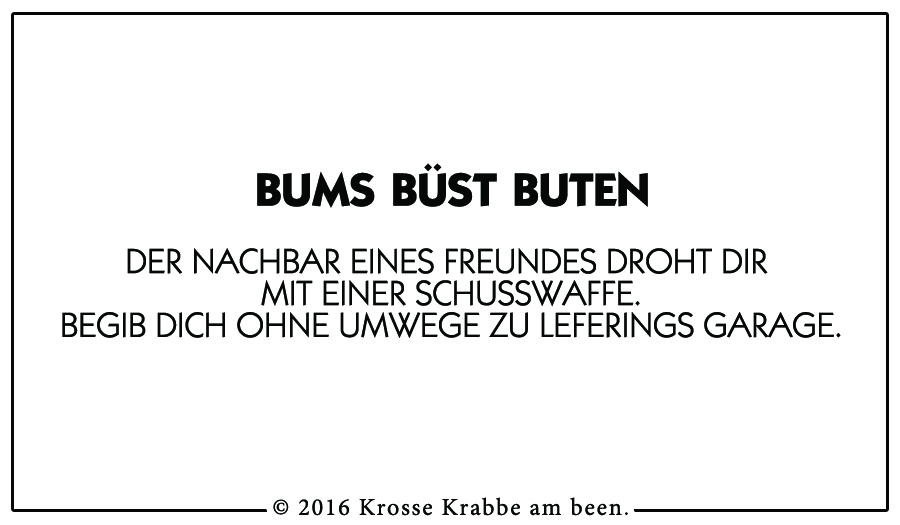 BUMS BÜST BUTEN
DER NACHBAR EINES FREUNDES DROHT DIR
MIT EINER SCHUSSWAFFE.
BEGIB DICH OHNE UMWEGE ZU LEFERINGS GARAGE.
© 2016 Krosse Krabbe am been.